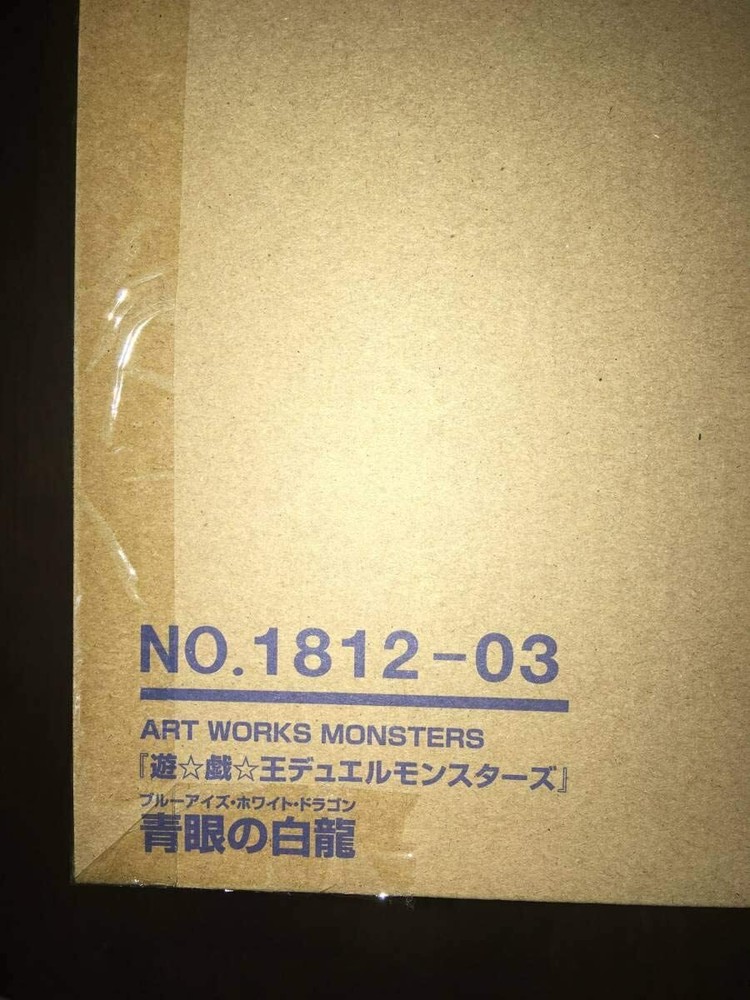 NO.1812-03
ART WORKS MONSTERS
『遊☆戯☆王デュエルモンスターズ』
ブルーアイズ・ホワイト・ドラゴン
青眼の白龍